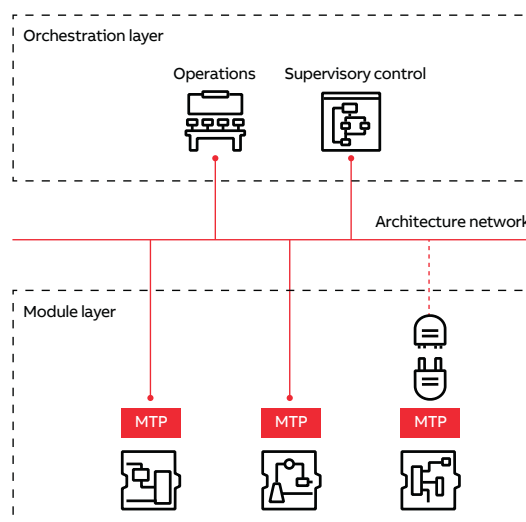 Orchestration layer
Operations
Supervisory control
Architecture network
Module layer
MTP
MTP
MTP